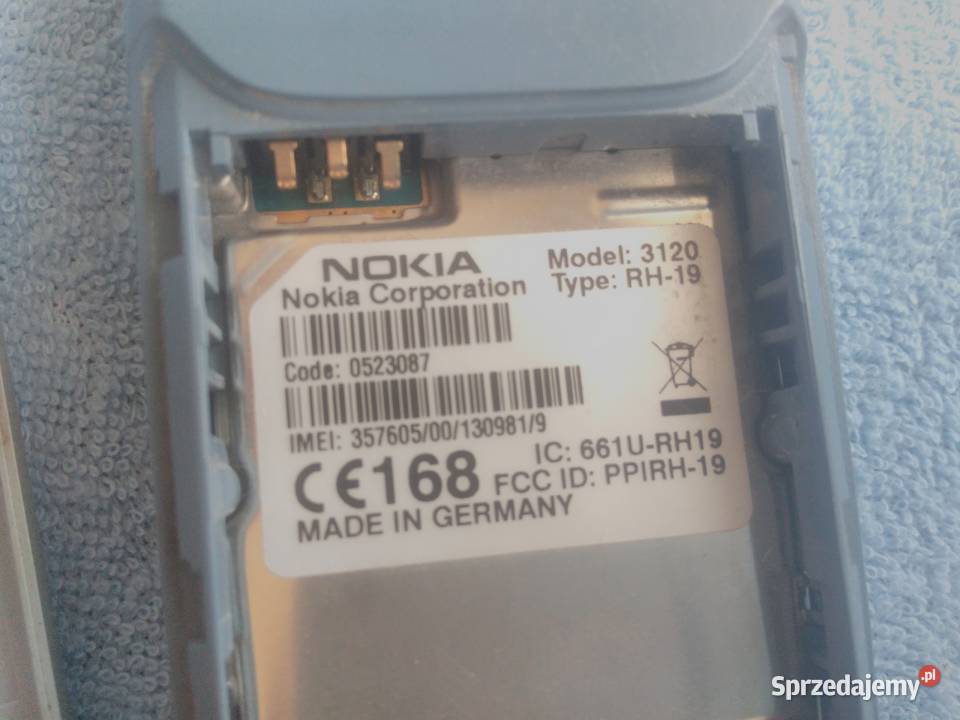 NOKIA
Model: 3120
Nokia Corporation
Type: RH-19
Code: 0523087
IMEI: 357605/00/130981/9
IC: 661U-RH19
CE168
FCC ID: PPIRH-19
MADE IN GERMANY
Sprzedajemy.pl